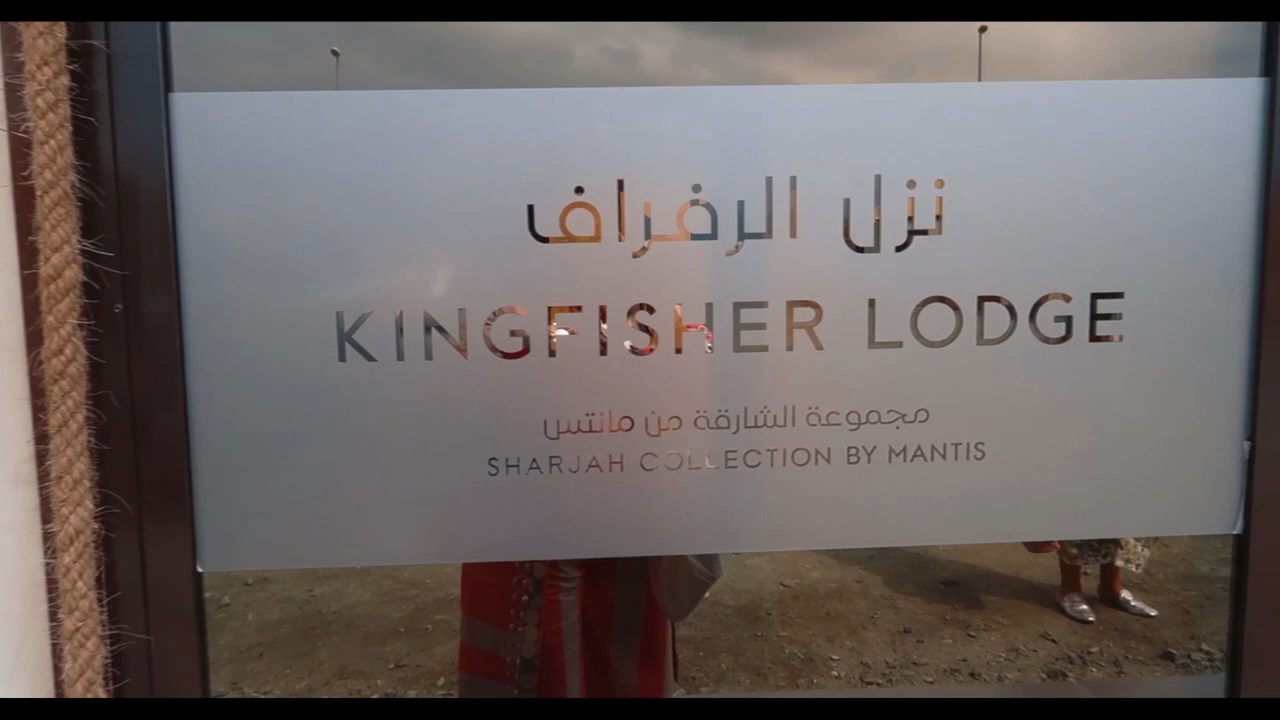 نزل الرفراف
KINGFISHER LODGE
مجموعة الشارقة من مانتس
SHARJAH COLLECTION BY MANTIS